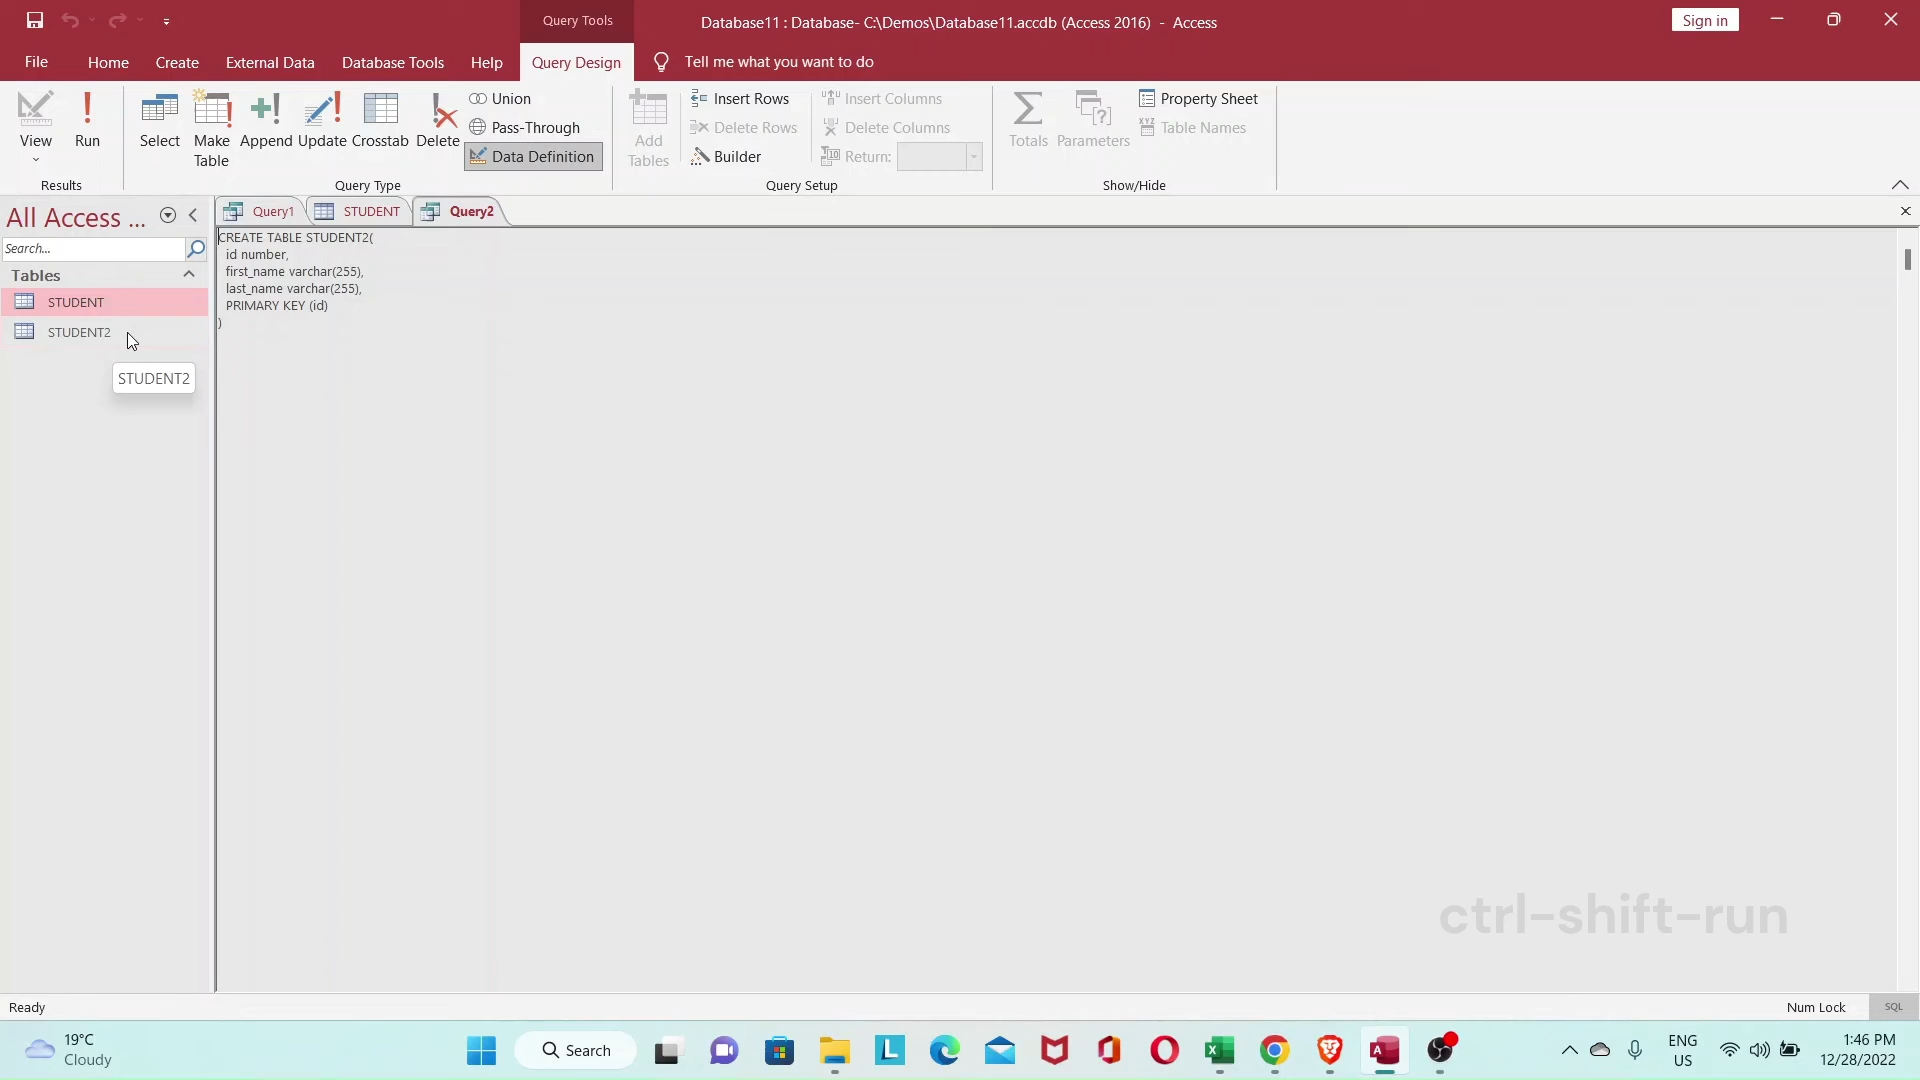 Query Tools
Database11 : Database- C:\Demos\Database11.accdb (Access 2016) - Access
Sign in
File Home Create External Data Database Tools Help Query Design Tell me what you want to do
View
Run
Results
Select
Make Table
Append
Update
Crosstab
Delete
Union
Pass-Through
Data Definition
Query Type
Add Tables
Insert Rows
Delete Rows
Builder
Insert Columns
Delete Columns
Return:
Query Setup
Totals
Parameters
Property Sheet
Table Names
Show/Hide
All Access ...
Search...
Tables
STUDENT
STUDENT2
STUDENT2
Query1 STUDENT Query2
CREATE TABLE STUDENT2(
id number,
first_name varchar(255),
last_name varchar(255),
PRIMARY KEY (id)
)
ctrl-shift-run
Ready
Num Lock
SQL
19°C
Cloudy
Search
ENG
US
1:46 PM
12/28/2022